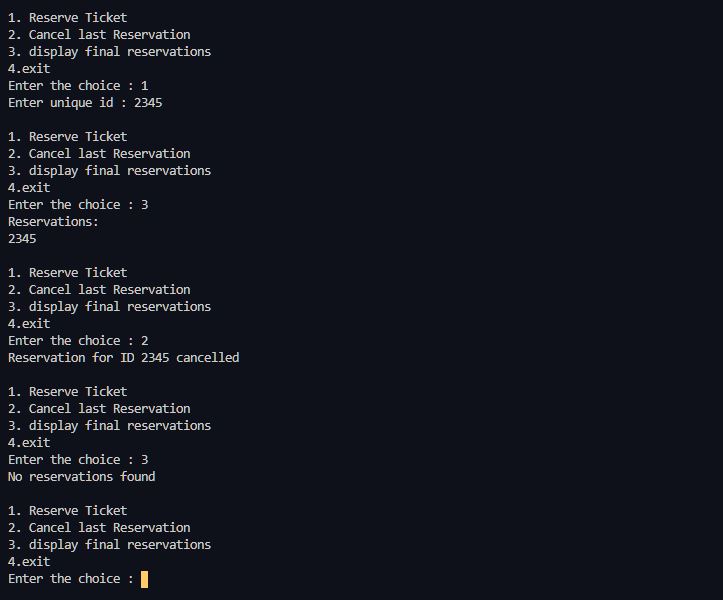 1. Reserve Ticket
2. Cancel last Reservation
3. display final reservations
4.exit
Enter the choice : 1
Enter unique id : 2345
1. Reserve Ticket
2. Cancel last Reservation
3. display final reservations
4.exit
Enter the choice : 3
Reservations:
2345
1. Reserve Ticket
2. Cancel last Reservation
3. display final reservations
4.exit
Enter the choice : 2
Reservation for ID 2345 cancelled
1. Reserve Ticket
2. Cancel last Reservation
3. display final reservations
4.exit
Enter the choice : 3
No reservations found
1. Reserve Ticket
2. Cancel last Reservation
3. display final reservations
4.exit
Enter the choice :